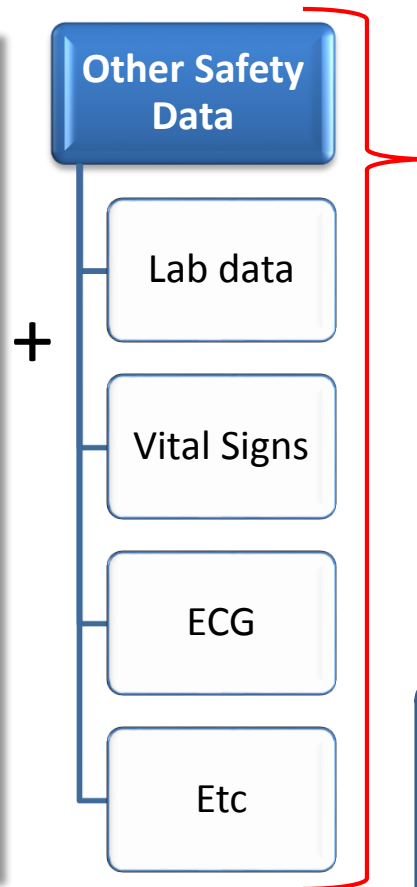 Other Safety
Data
+
Lab data
Vital Signs
ECG
Etc